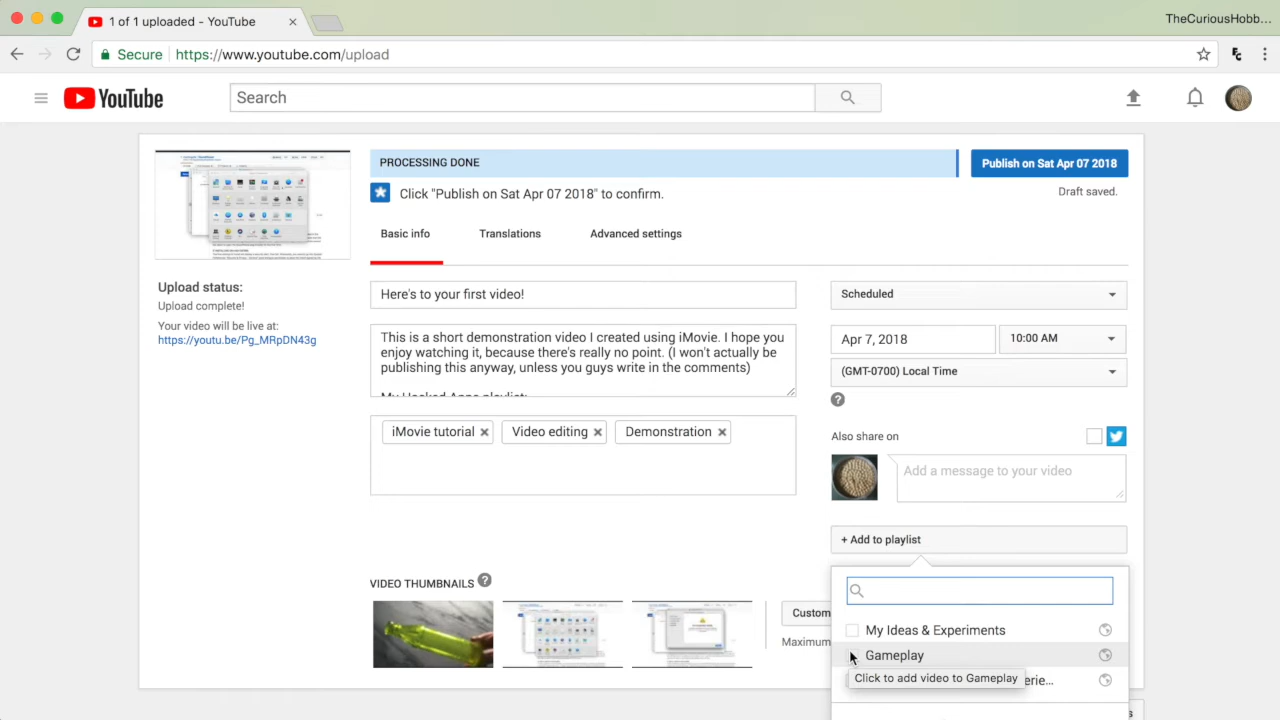 1 of 1 uploaded - YouTube
TheCuriousHobb...
Secure
https://www.youtube.com/upload
YouTube
Search
PROCESSING DONE
Publish on Sat Apr 07 2018
Click "Publish on Sat Apr 07 2018" to confirm.
Draft saved.
Basic info
Translations
Advanced settings
Upload status:
Upload complete!
Your video will be live at:
https://youtu.be/Pg_MRpDN43g
Here's to your first video!
This is a short demonstration video I created using iMovie. I hope you
enjoy watching it, because there's really no point. (I won't actually be
publishing this anyway, unless you guys write in the comments)
My Hooked Apps playlist:
iMovie tutorial
Video editing
Demonstration
Scheduled
Apr 7, 2018
10:00 AM
(GMT-0700) Local Time
?
Also share on
Add a message to your video
+ Add to playlist
VIDEO THUMBNAILS ?
Custom
Maximum
My Ideas & Experiments
Gameplay
Click to add video to Gameplay
erie...